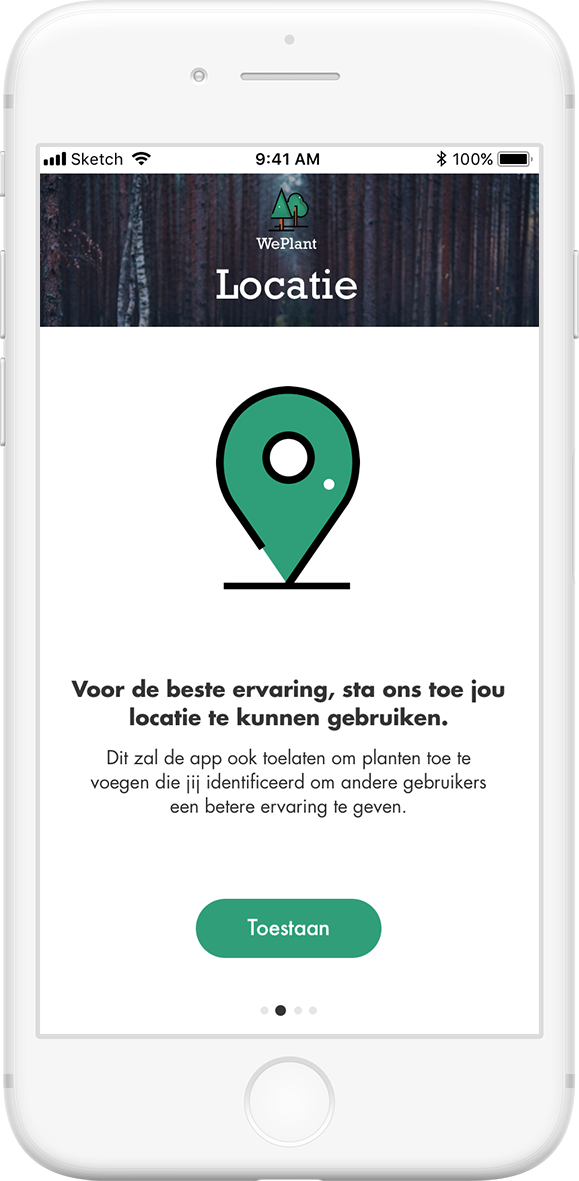 Sketch 9:41 AM 100%
WePlant
Locatie
Voor de beste ervaring, sta ons toe jou
locatie te kunnen gebruiken.
Dit zal de app ook toelaten om planten toe te
voegen die jij identificeerd om andere gebruikers
een betere ervaring te geven.
Toestaan